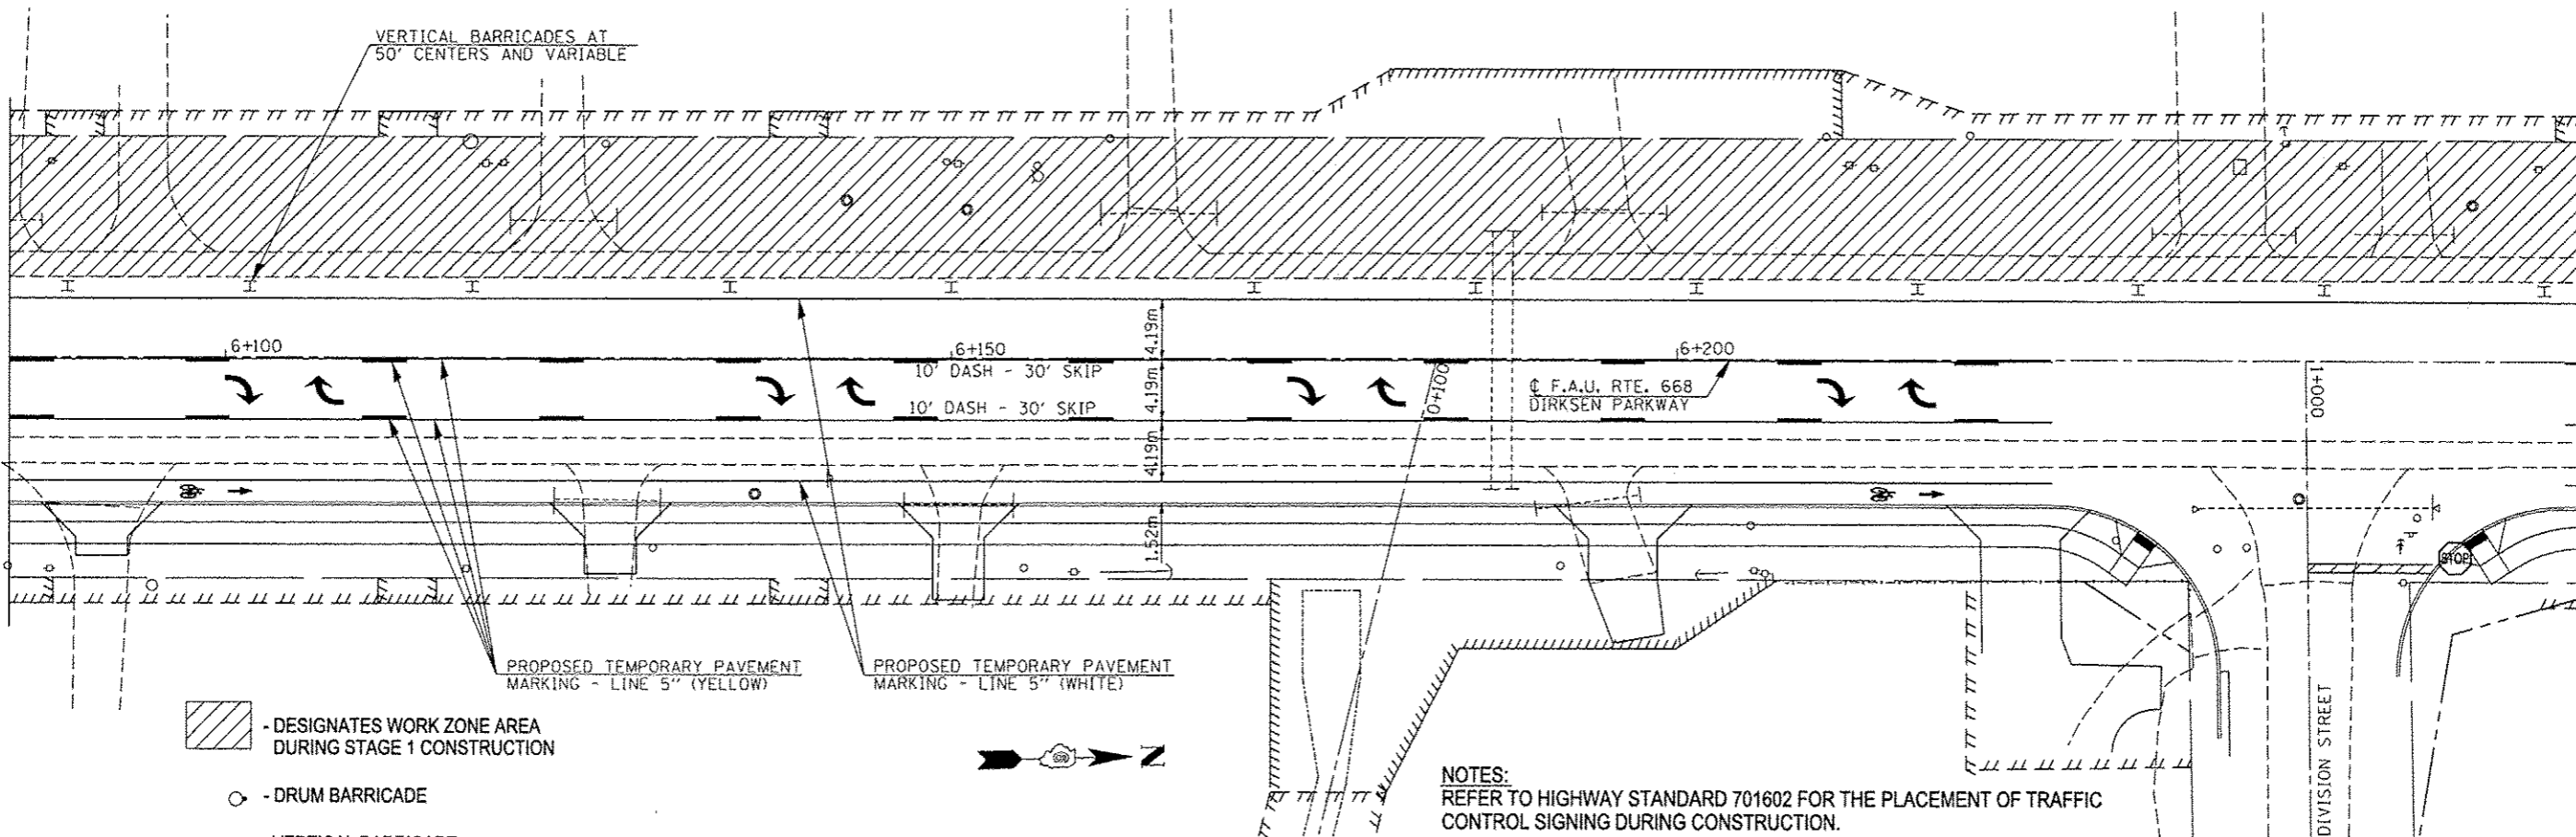 VERTICAL BARRICADES AT
50' CENTERS AND VARIABLE
6+100
6+150
6+200
10' DASH - 30' SKIP
10' DASH - 30' SKIP
4.19m
4.19m
4.19m
1.52m
0+100
℄ F.A.U. RTE. 668
DIRKSEN PARKWAY
1+000
STOP
PROPOSED TEMPORARY PAVEMENT
MARKING - LINE 5'' (YELLOW)
PROPOSED TEMPORARY PAVEMENT
MARKING - LINE 5'' (WHITE)
- DESIGNATES WORK ZONE AREA
DURING STAGE 1 CONSTRUCTION
- DRUM BARRICADE
VERTICAL BARRICADE
Z
NOTES:
REFER TO HIGHWAY STANDARD 701602 FOR THE PLACEMENT OF TRAFFIC
CONTROL SIGNING DURING CONSTRUCTION.
DIVISION STREET